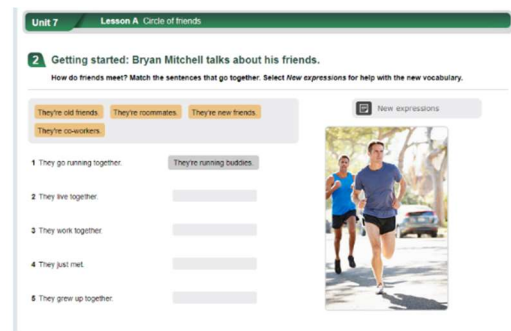 Unit 7 Lesson A Circle of friends
2 Getting started: Bryan Mitchell talks about his friends.
How do friends meet? Match the sentences that go together. Select New expressions for help with the new vocabulary.
They're old friends. They're roommates. They're new friends.
They're co-workers.
New expressions
1 They go running together. They're running buddies.
2 They live together.
3 They work together.
4 They just met.
5 They grew up together.